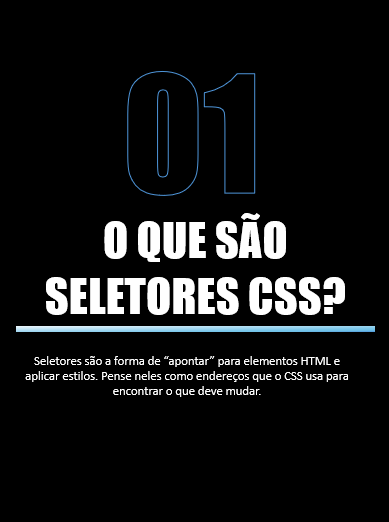 01
O QUE SÃO
SELETORES CSS?
Seletores são a forma de “apontar” para elementos HTML e
aplicar estilos. Pense neles como endereços que o CSS usa para
encontrar o que deve mudar.